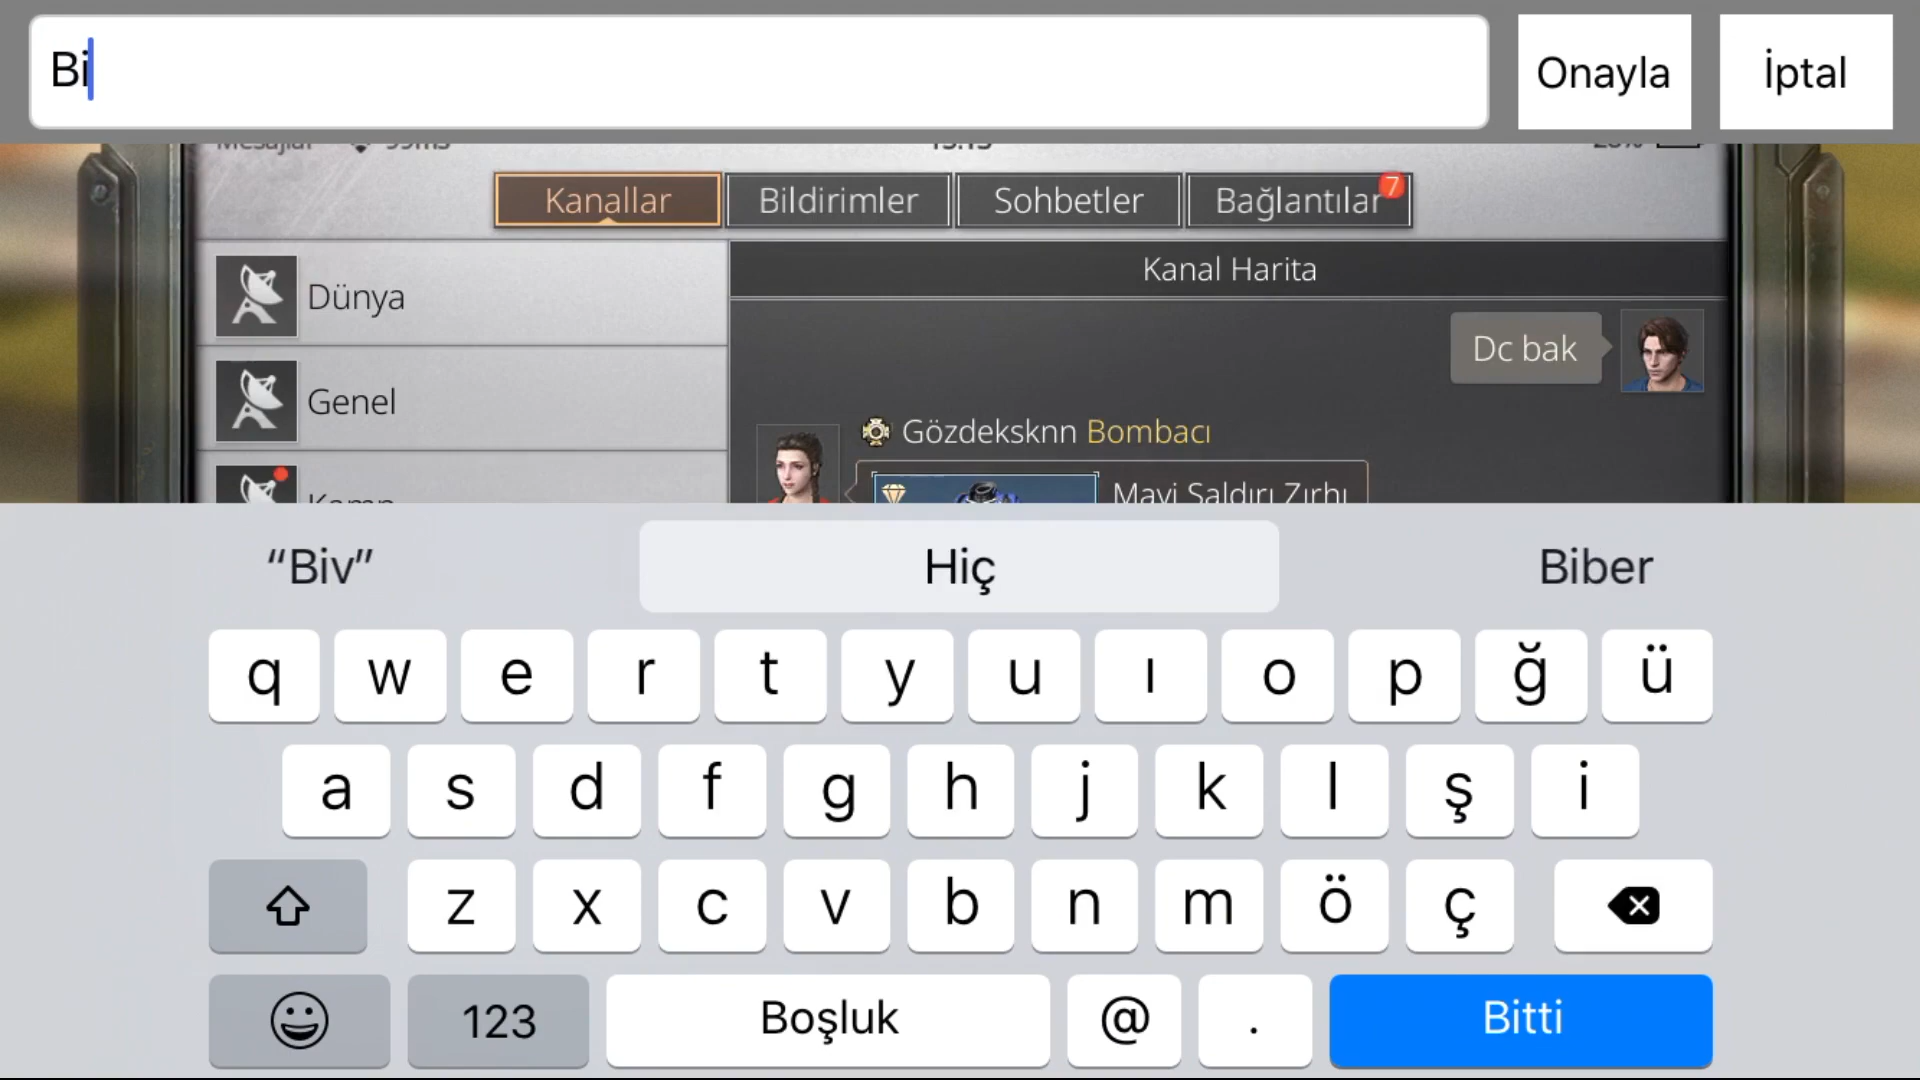 Bi
Onayla
İptal
Kanallar
Bildirimler
Sohbetler
Bağlantılar
7
Kanal Harita
Dünya
Dc bak
Genel
Gözdeksknn Bombacı
Mavi Saldırı Zırhı
“Biv”
Hiç
Biber
q w e r t y u ı o p ğ ü
a s d f g h j k l ş i
z x c v b n m ö ç
123
Boşluk
@
.
Bitti